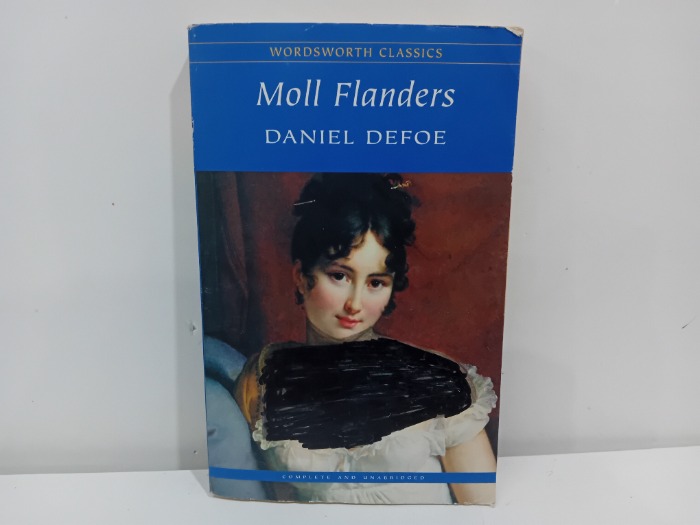 WORDSWORTH CLASSICS
Moll Flanders
DANIEL DEFOE
COMPLETE AND UNABRIDGED